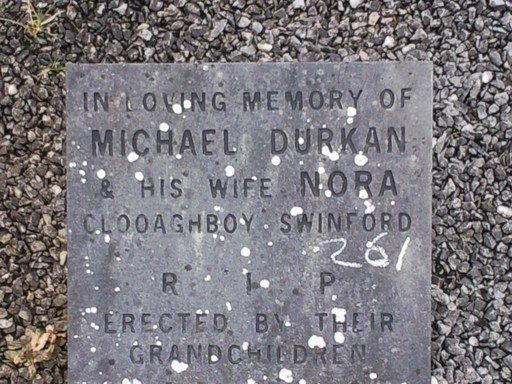 IN LOVING MEMORY OF
MICHAEL DURKAN
& HIS WIFE NORA
CLOOAGHBOY SWINFORD
261
R I P
ERECTED BY THEIR
GRANDCHILDREN